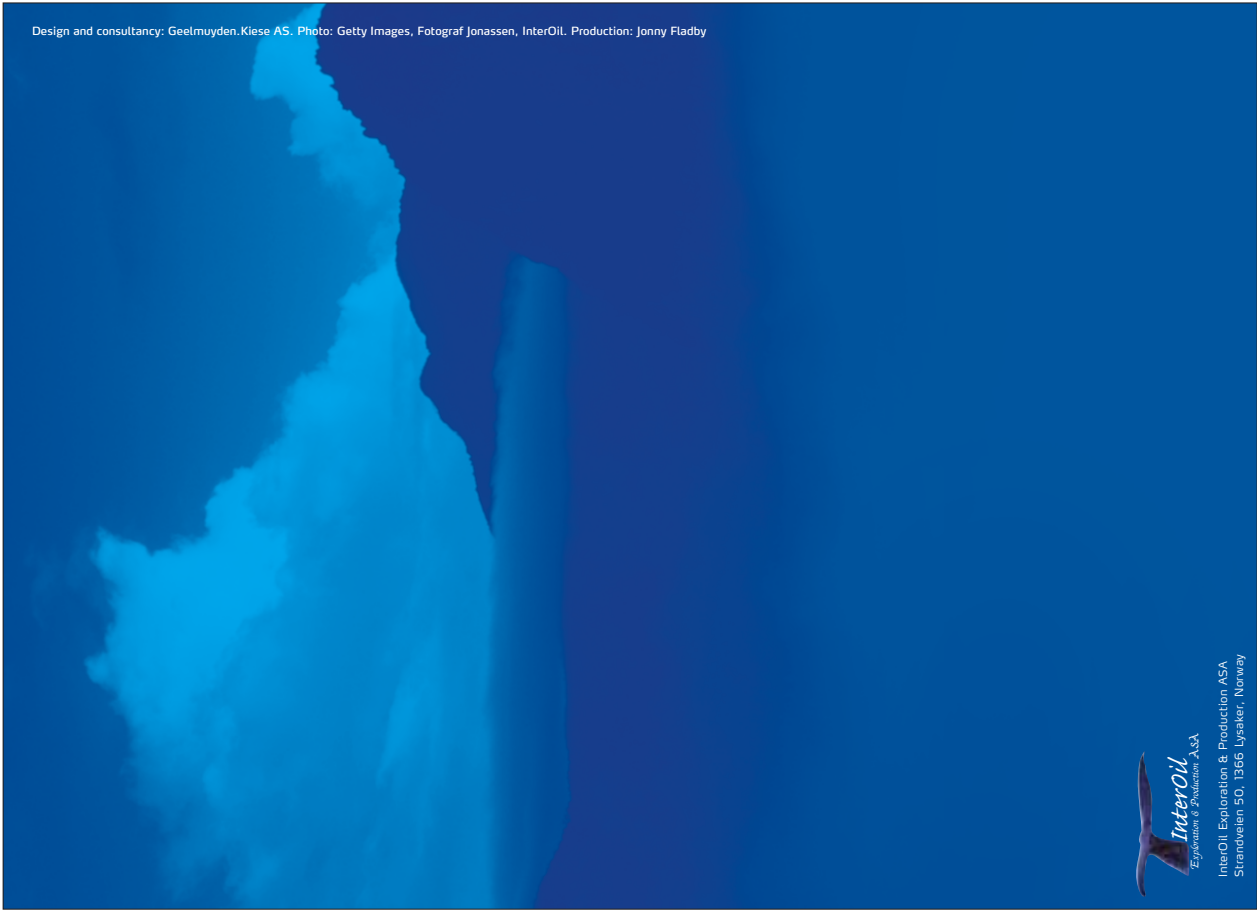 Design and consultancy: Geelmuyden.Kiese AS. Photo: Getty Images, Fotograf Jonassen, InterOil. Production: Jonny Fladby
InterOil
Exploration & Production ASA
InterOil Exploration & Production ASA
Strandveien 50, 1366 Lysaker, Norway